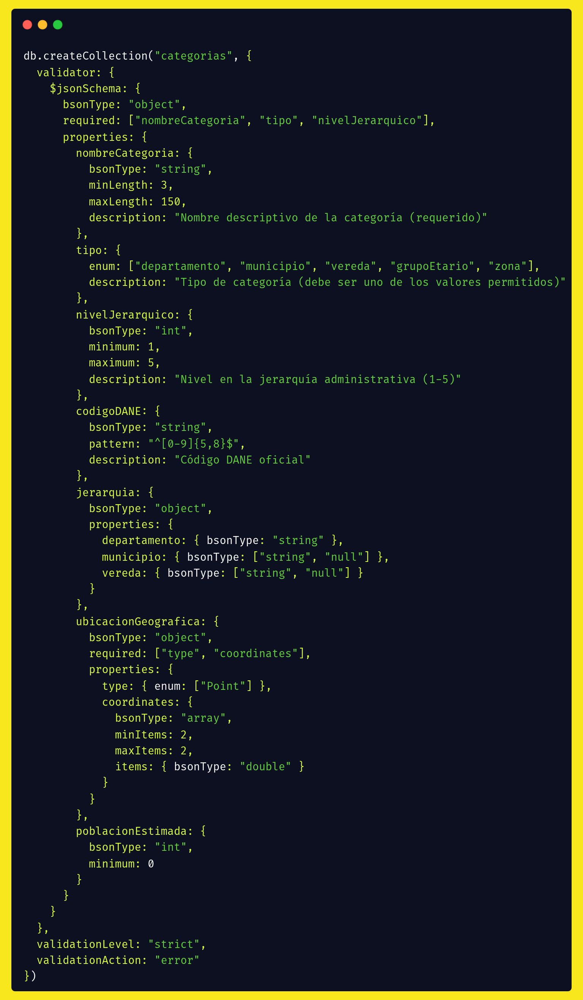 db.createCollection("categorias", {
  validator: {
    $jsonSchema: {
      bsonType: "object",
      required: ["nombreCategoria", "tipo", "nivelJerarquico"],
      properties: {
        nombreCategoria: {
          bsonType: "string",
          minLength: 3,
          maxLength: 150,
          description: "Nombre descriptivo de la categoría (requerido)"
        },
        tipo: {
          enum: ["departamento", "municipio", "vereda", "grupoEtario", "zona"],
          description: "Tipo de categoría (debe ser uno de los valores permitidos)"
        },
        nivelJerarquico: {
          bsonType: "int",
          minimum: 1,
          maximum: 5,
          description: "Nivel en la jerarquía administrativa (1-5)"
        },
        codigoDANE: {
          bsonType: "string",
          pattern: "^[0-9]{5,8}$",
          description: "Código DANE oficial"
        },
        jerarquia: {
          bsonType: "object",
          properties: {
            departamento: { bsonType: "string" },
            municipio: { bsonType: ["string", "null"] },
            vereda: { bsonType: ["string", "null"] }
          }
        },
        ubicacionGeografica: {
          bsonType: "object",
          required: ["type", "coordinates"],
          properties: {
            type: { enum: ["Point"] },
            coordinates: {
              bsonType: "array",
              minItems: 2,
              maxItems: 2,
              items: { bsonType: "double" }
            }
          }
        },
        poblacionEstimada: {
          bsonType: "int",
          minimum: 0
        }
      }
    }
  },
  validationLevel: "strict",
  validationAction: "error"
})